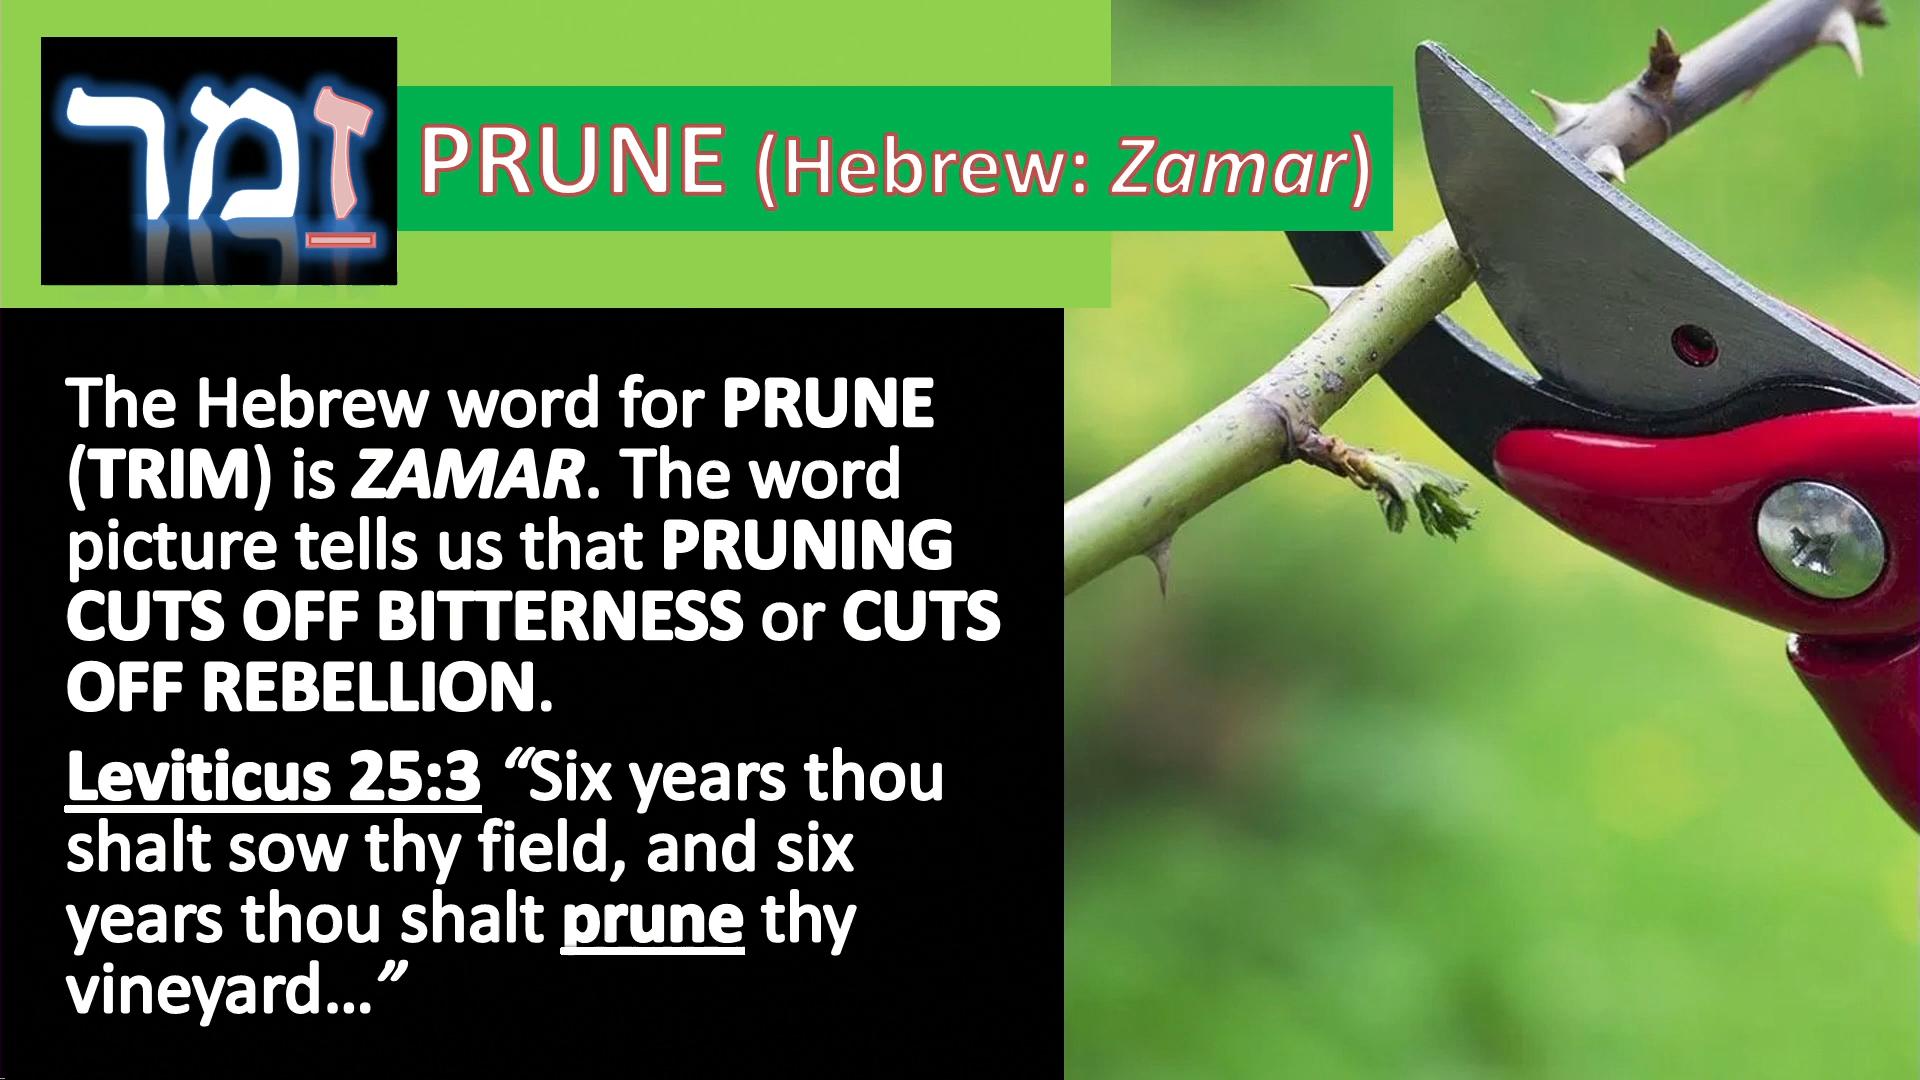 זמר
PRUNE (Hebrew: Zamar)
The Hebrew word for PRUNE
(TRIM) is ZAMAR. The word
picture tells us that PRUNING
CUTS OFF BITTERNESS or CUTS
OFF REBELLION.
Leviticus 25:3 “Six years thou
shalt sow thy field, and six
years thou shalt prune thy
vineyard...”